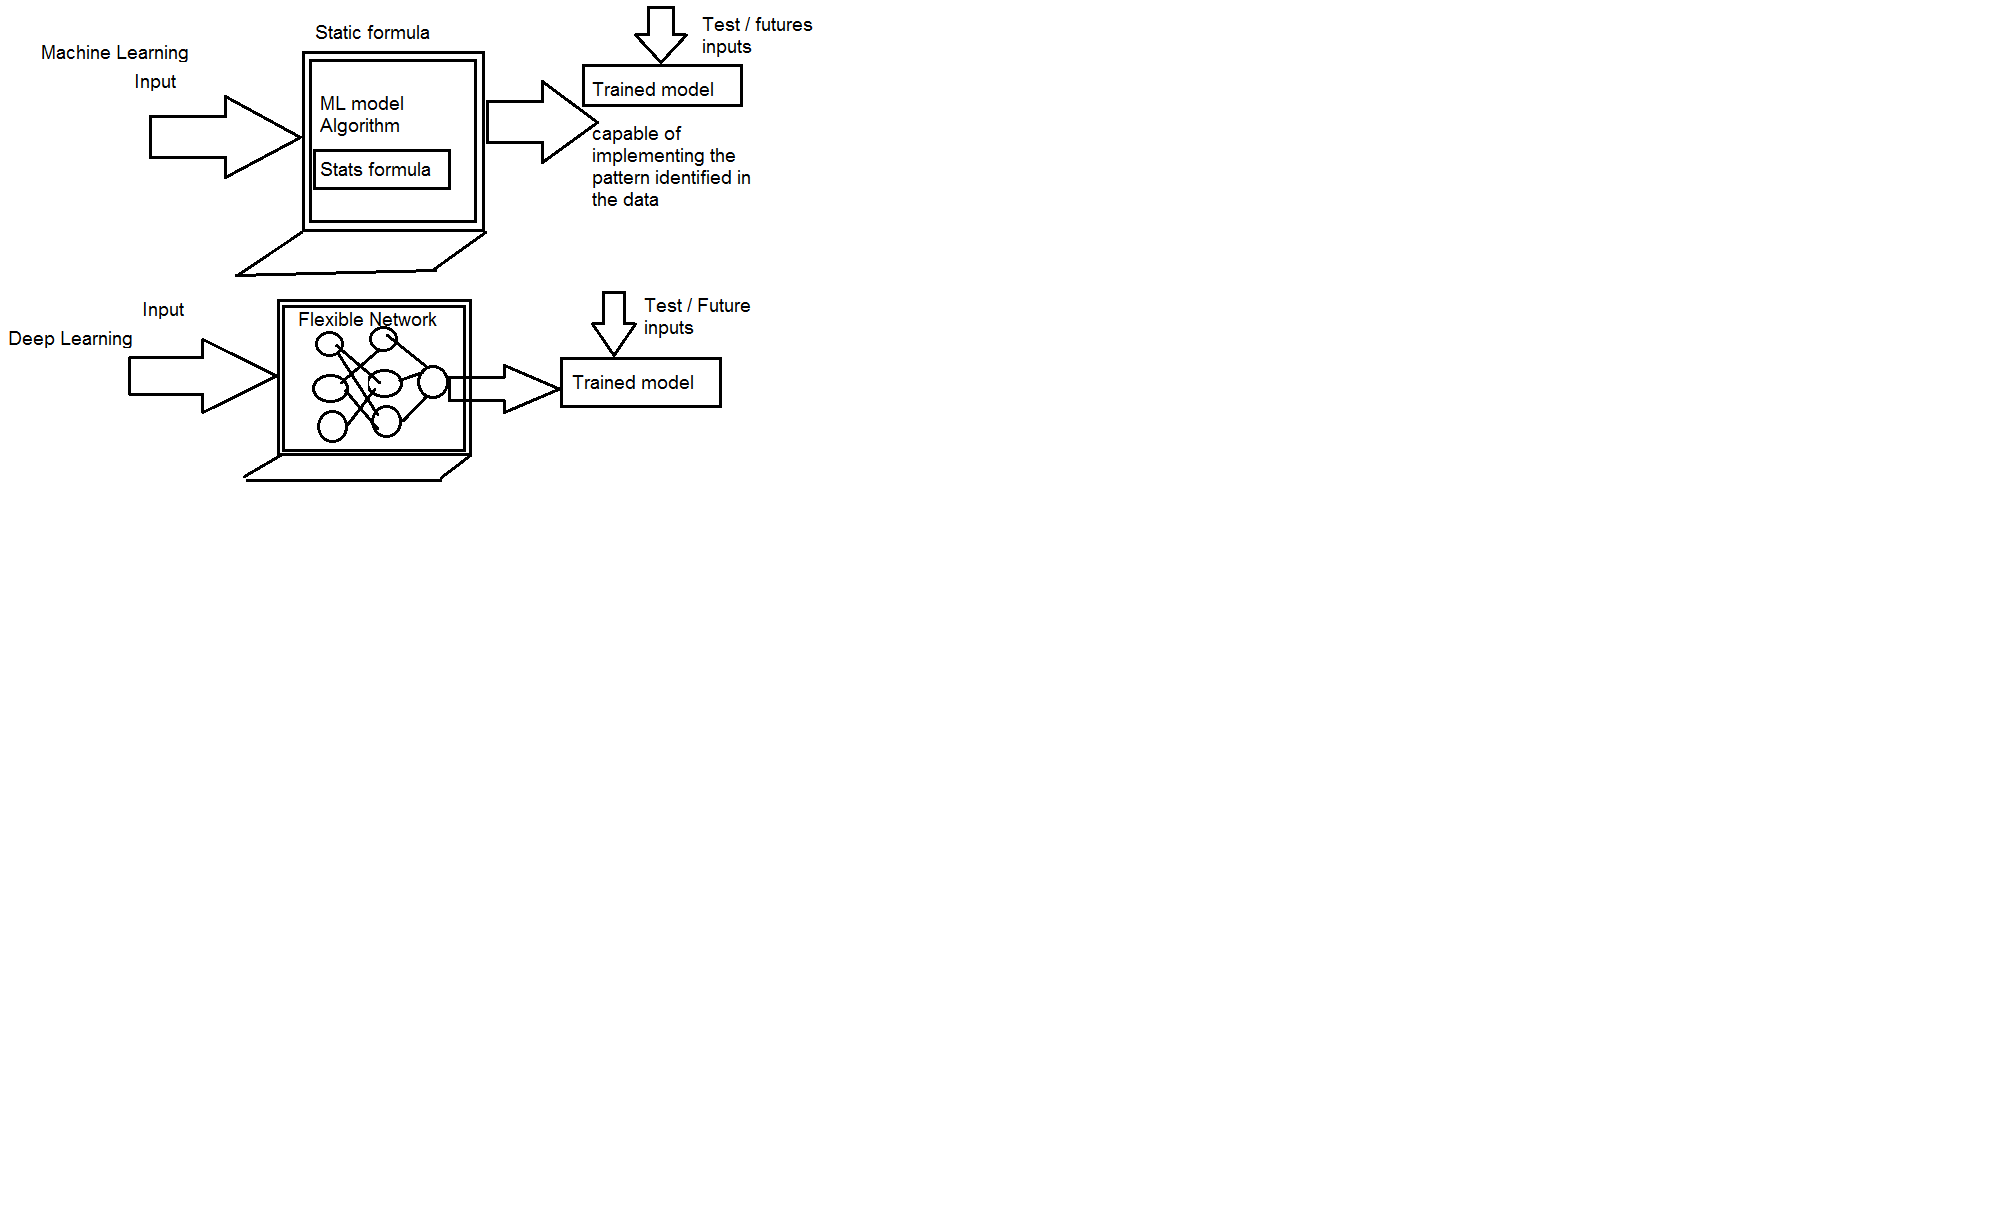 Static formula
Machine Learning
Input
ML model
Algorithm
Stats formula
Test / futures
inputs
Trained model
capable of
implementing the
pattern identified in
the data
Input
Deep Learning
Flexible Network
Test / Future
inputs
Trained model